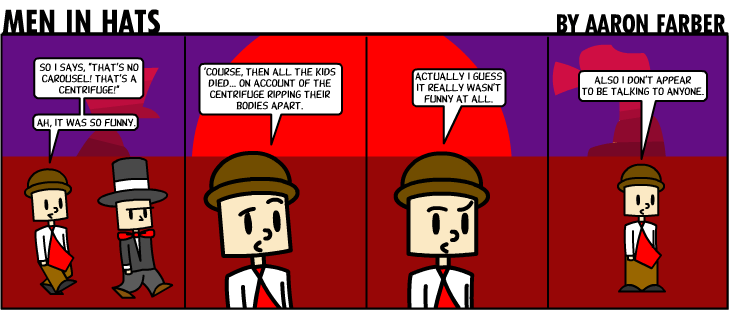 MEN IN HATS
BY AARON FARBER
SO I SAYS, "THAT'S NO
CAROUSEL! THAT'S A
CENTRIFUGE!"
AH, IT WAS SO FUNNY.
'COURSE, THEN ALL THE KIDS
DIED... ON ACCOUNT OF THE
CENTRIFUGE RIPPING THEIR
BODIES APART.
ACTUALLY I GUESS
IT REALLY WASN'T
FUNNY AT ALL.
ALSO I DON'T APPEAR
TO BE TALKING TO ANYONE.